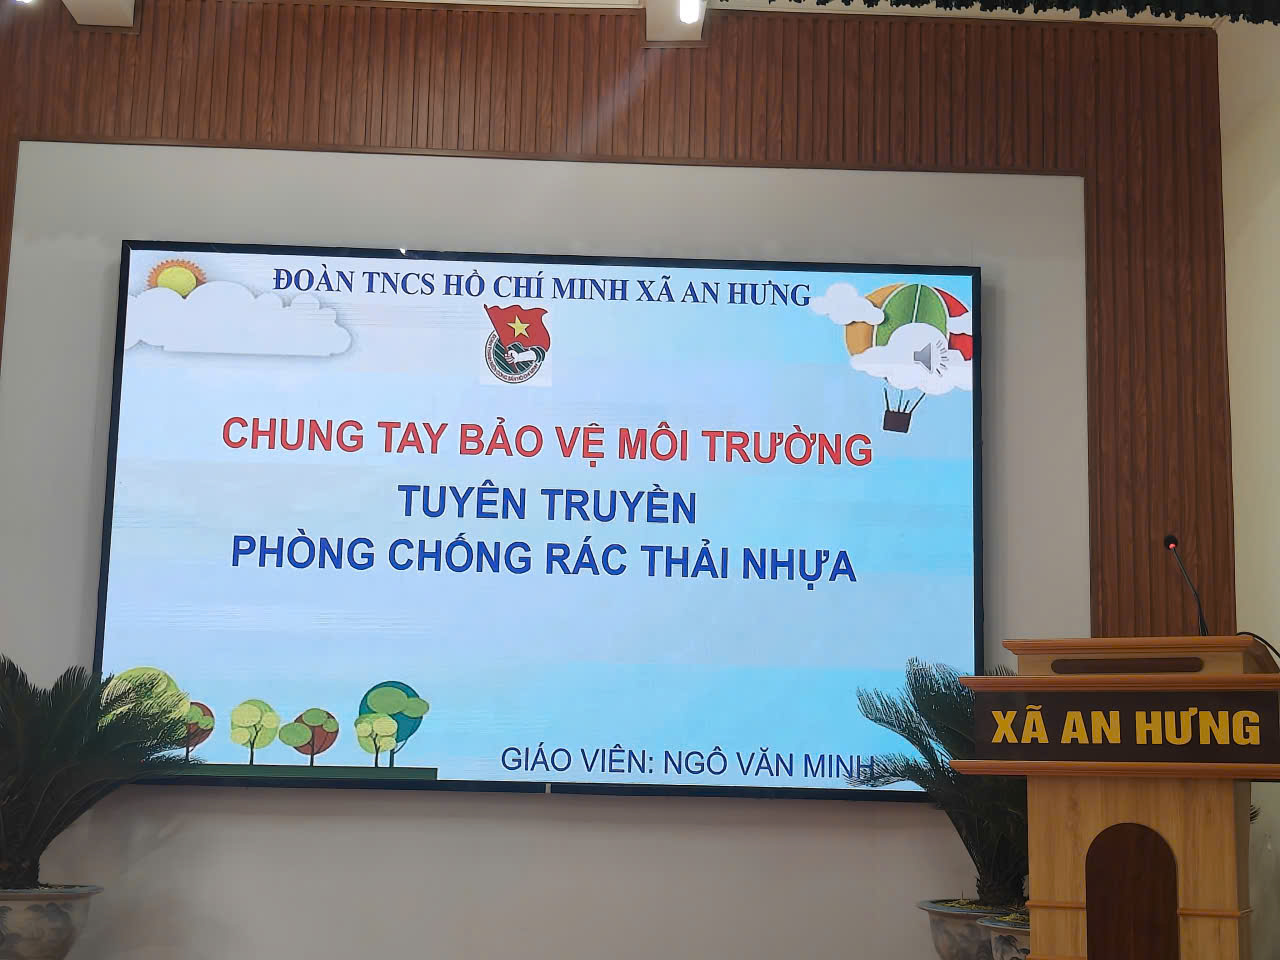 ĐOÀN TNCS HỒ CHÍ MINH XÃ AN HƯNG
CHUNG TAY BẢO VỆ MÔI TRƯỜNG
TUYÊN TRUYỀN
PHÒNG CHỐNG RÁC THẢI NHỰA
GIÁO VIÊN: NGÔ VĂN MINH
XÃ AN HƯNG